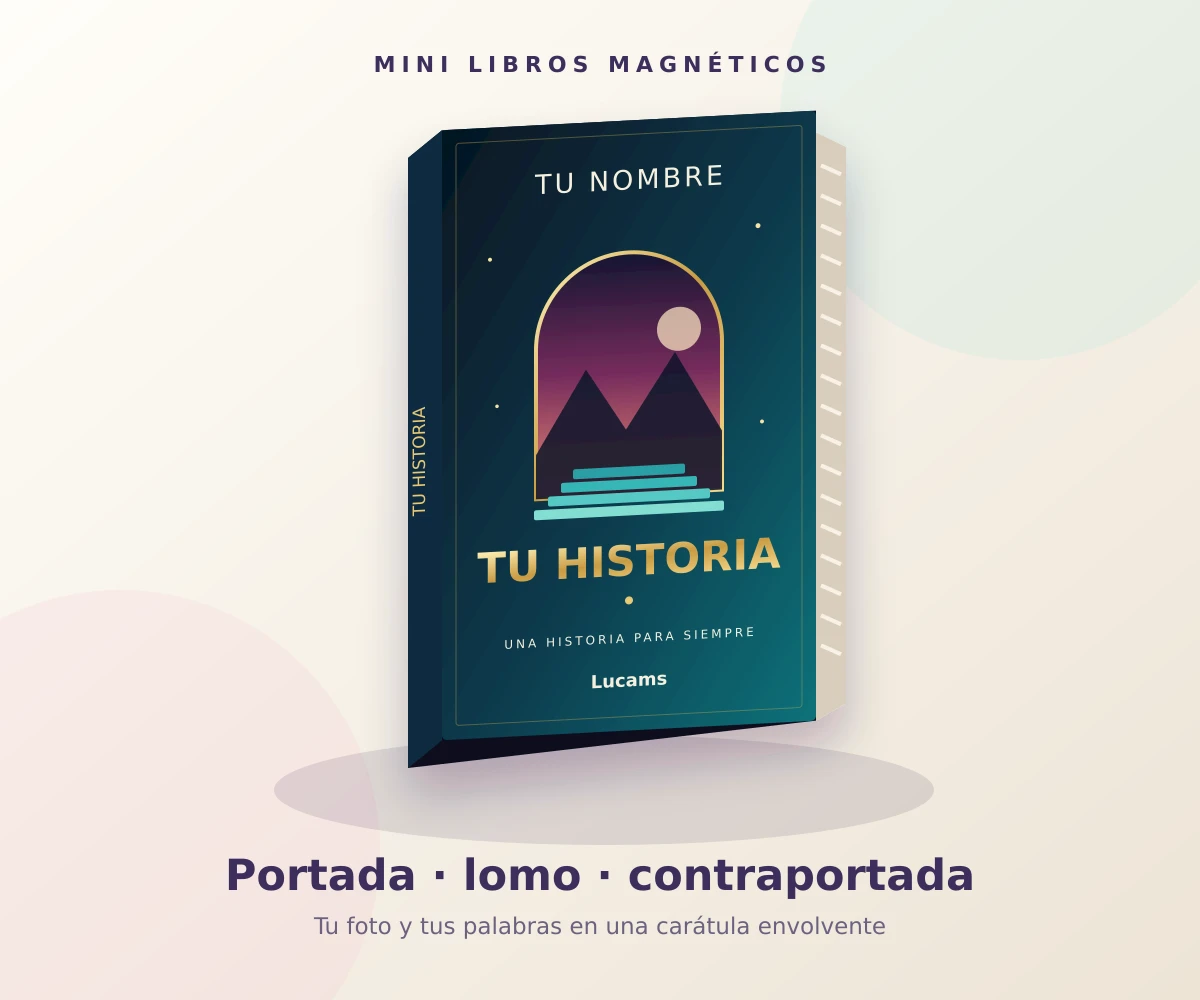 MINI LIBROS MAGNÉTICOS
TU NOMBRE
TU HISTORIA
TU HISTORIA
UNA HISTORIA PARA SIEMPRE
Lucams
Portada · lomo · contraportada
Tu foto y tus palabras en una carátula envolvente